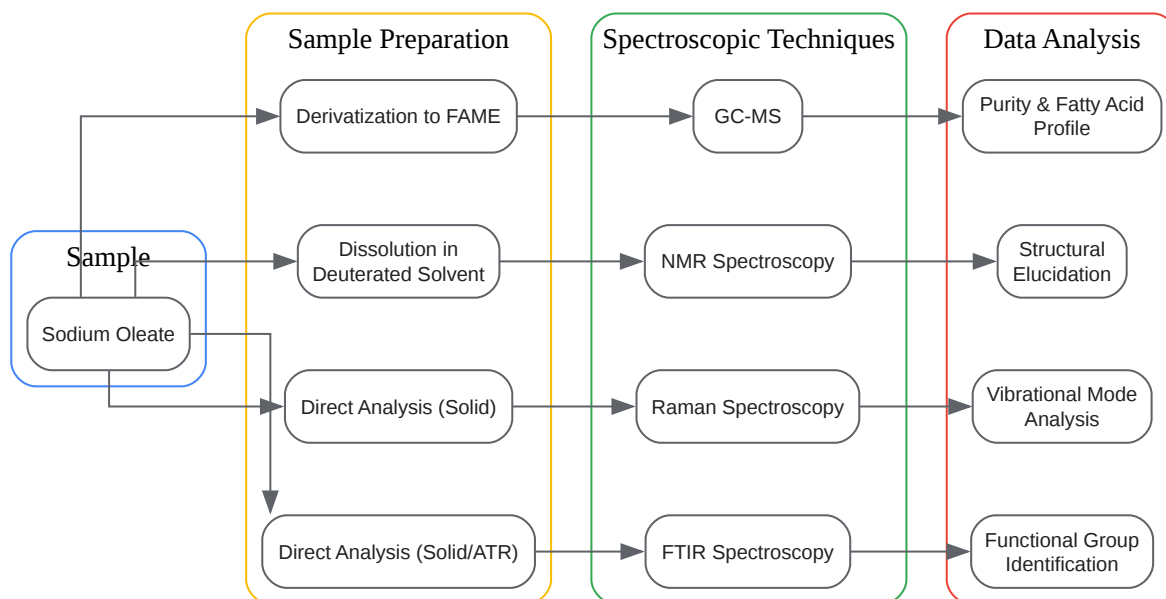 Sample Preparation
Spectroscopic Techniques
Data Analysis
Derivatization to FAME
GC-MS
Purity & Fatty Acid
Profile
Sample
Dissolution in
Deuterated Solvent
NMR Spectroscopy
Structural
Elucidation
Sodium Oleate
Direct Analysis (Solid)
Raman Spectroscopy
Vibrational Mode
Analysis
Direct Analysis (Solid/ATR)
FTIR Spectroscopy
Functional Group
Identification